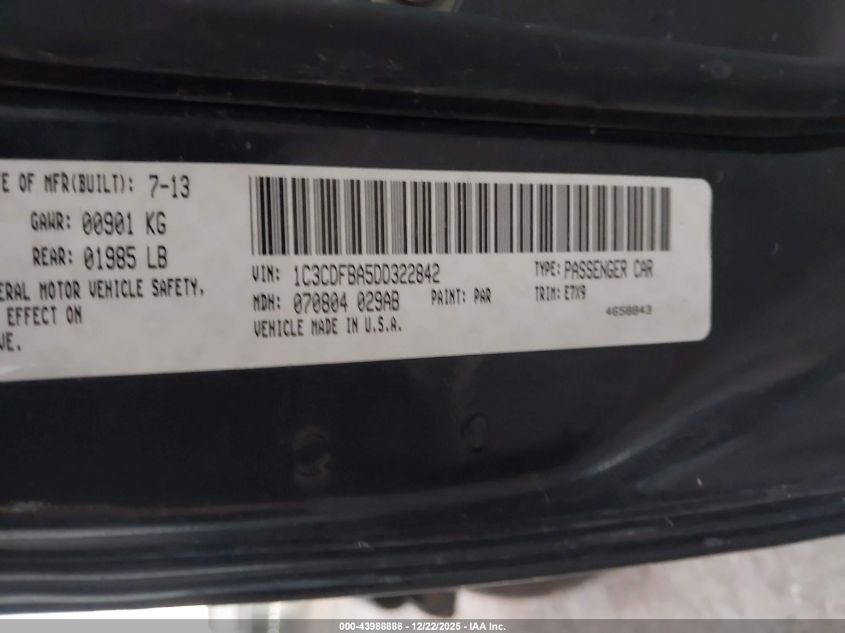 E OF MFR(BUILT): 7-13
GAWR: 00901 KG
REAR: 01985 LB
ERAL MOTOR VEHICLE SAFETY,
EFFECT ON
VE.
VIN: 1C3CDFBA5DD322842
TYPE: PASSENGER CAR
MDH: 070804 029AB
PAINT: PAR
TRIM: E7X9
VEHICLE MADE IN U.S.A.
4658843
000-43988888 - 12/22/2025 - IAA Inc.